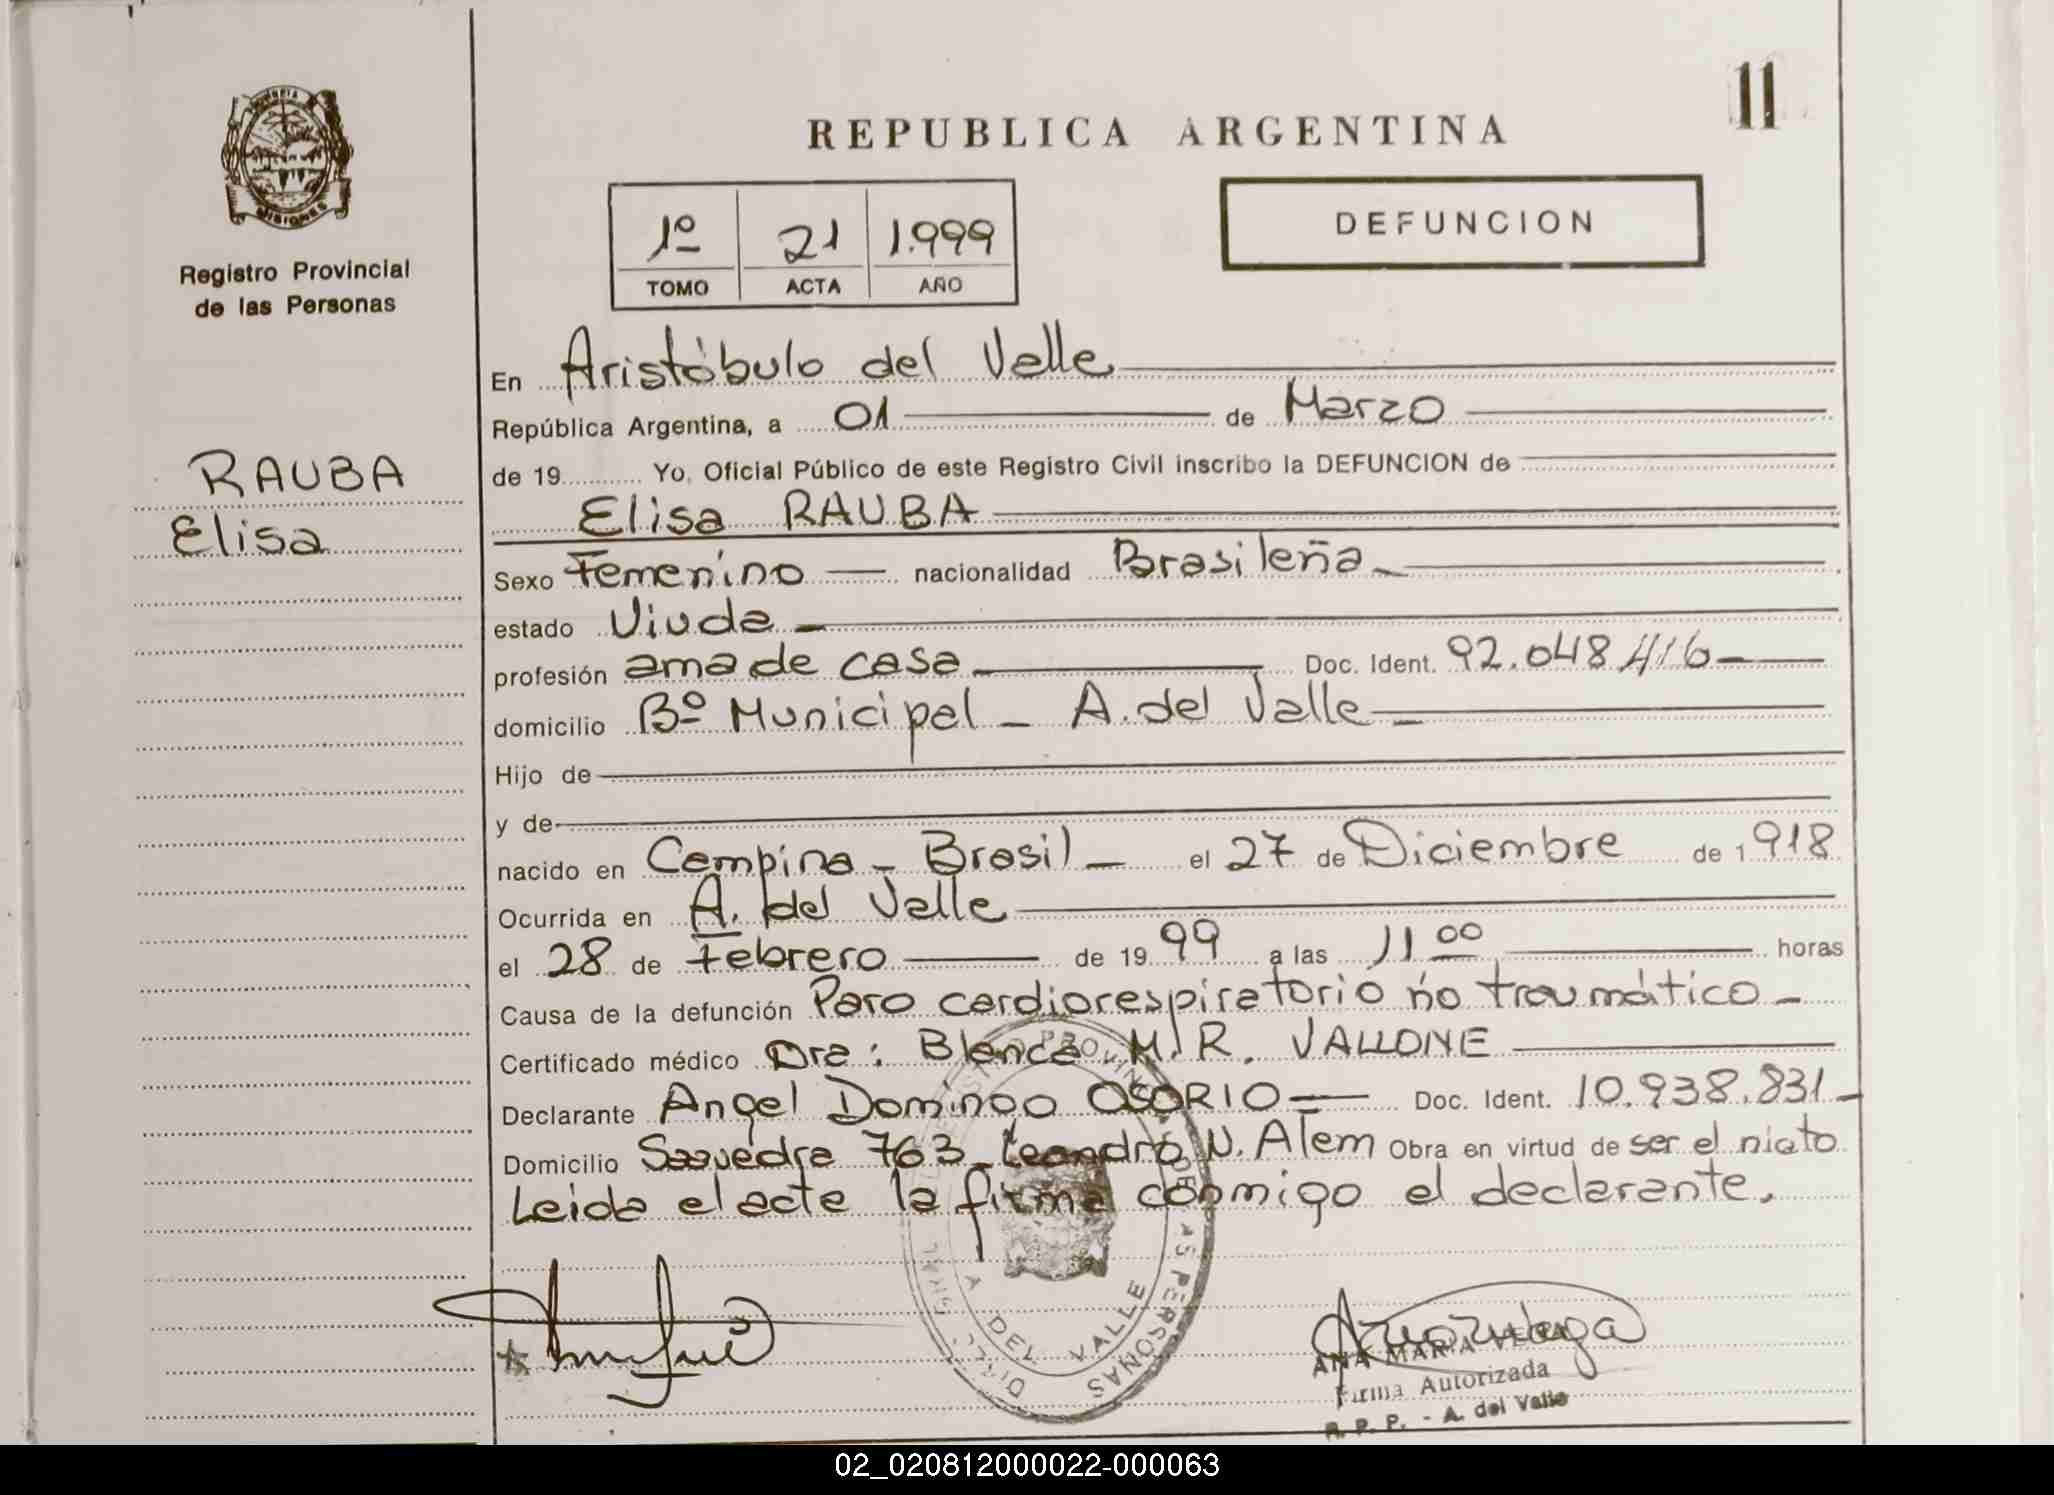 11
REPUBLICA ARGENTINA
PROVINCIA
MISIONES
Registro Provincial
de las Personas
1º 21 1.999
TOMO ACTA AÑO
DEFUNCION
RAUBA
Elisa
En Aristóbulo del Valle
República Argentina, a 01 de Marzo
de 19 Yo, Oficial Público de este Registro Civil inscribo la DEFUNCION de
Elisa RAUBA
Sexo Femenino nacionalidad Brasileña
estado Viuda
profesión ama de casa Doc. Ident. 92.048.416
domicilio Bº Municipal - A. del Valle
Hijo de
y de
nacido en Campina - Brasil el 27 de Diciembre de 1918
Ocurrida en A. del Valle
el 28 de Febrero de 1999 a las 11 00 horas
Causa de la defunción Paro cardiorespiratorio no traumático
Certificado médico Dra: Blanca M. R. VALLONE
Declarante Angel Domingo OSORIO Doc. Ident. 10.938.831
Domicilio Saavedra 763 Leandro N. Alem Obra en virtud de ser el nieto
Leida el acta la firma conmigo el declarante.
A DEL VALLE
PERSONAS
ANA MARIA
Firma Autorizada
R. P. P. - A. del Valle
02_020812000022-000063